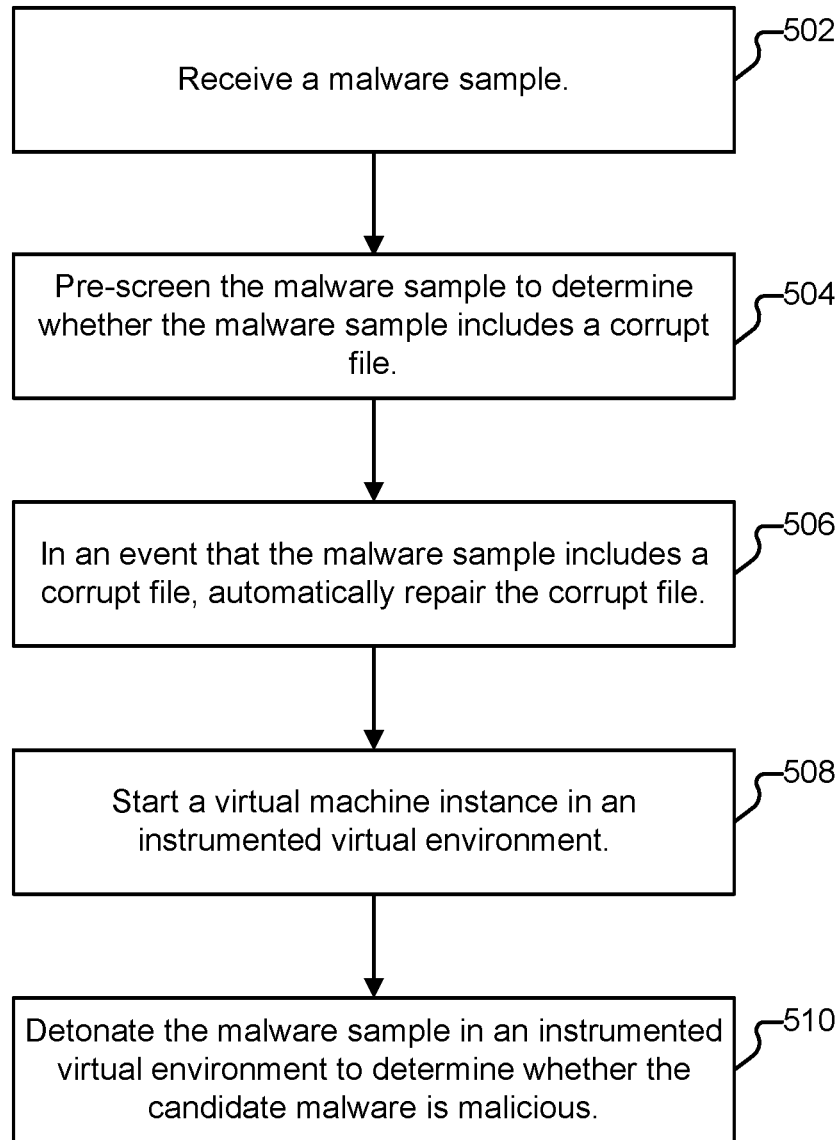 502
Receive a malware sample.
504
Pre-screen the malware sample to determine
whether the malware sample includes a corrupt
file.
506
In an event that the malware sample includes a
corrupt file, automatically repair the corrupt file.
508
Start a virtual machine instance in an
instrumented virtual environment.
510
Detonate the malware sample in an instrumented
virtual environment to determine whether the
candidate malware is malicious.